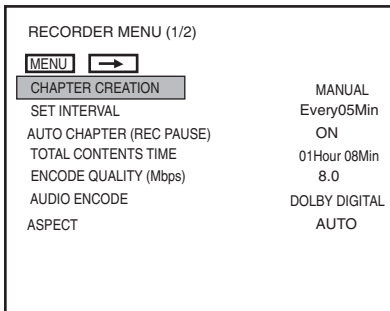 RECORDER MENU (1/2)
MENU →
CHAPTER CREATION MANUAL
SET INTERVAL Every05Min
AUTO CHAPTER (REC PAUSE) ON
TOTAL CONTENTS TIME 01Hour 08Min
ENCODE QUALITY (Mbps) 8.0
AUDIO ENCODE DOLBY DIGITAL
ASPECT AUTO